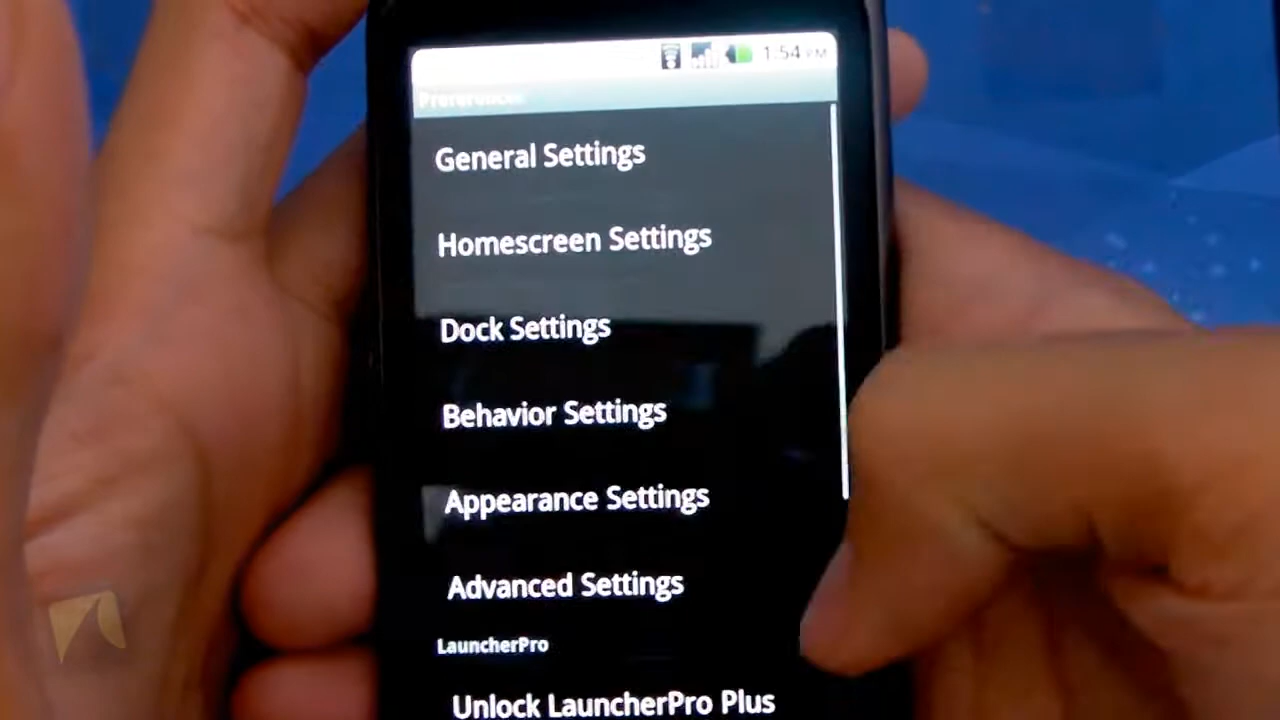 1:54 PM
Preferences
General Settings
Homescreen Settings
Dock Settings
Behavior Settings
Appearance Settings
Advanced Settings
LauncherPro
Unlock LauncherPro Plus